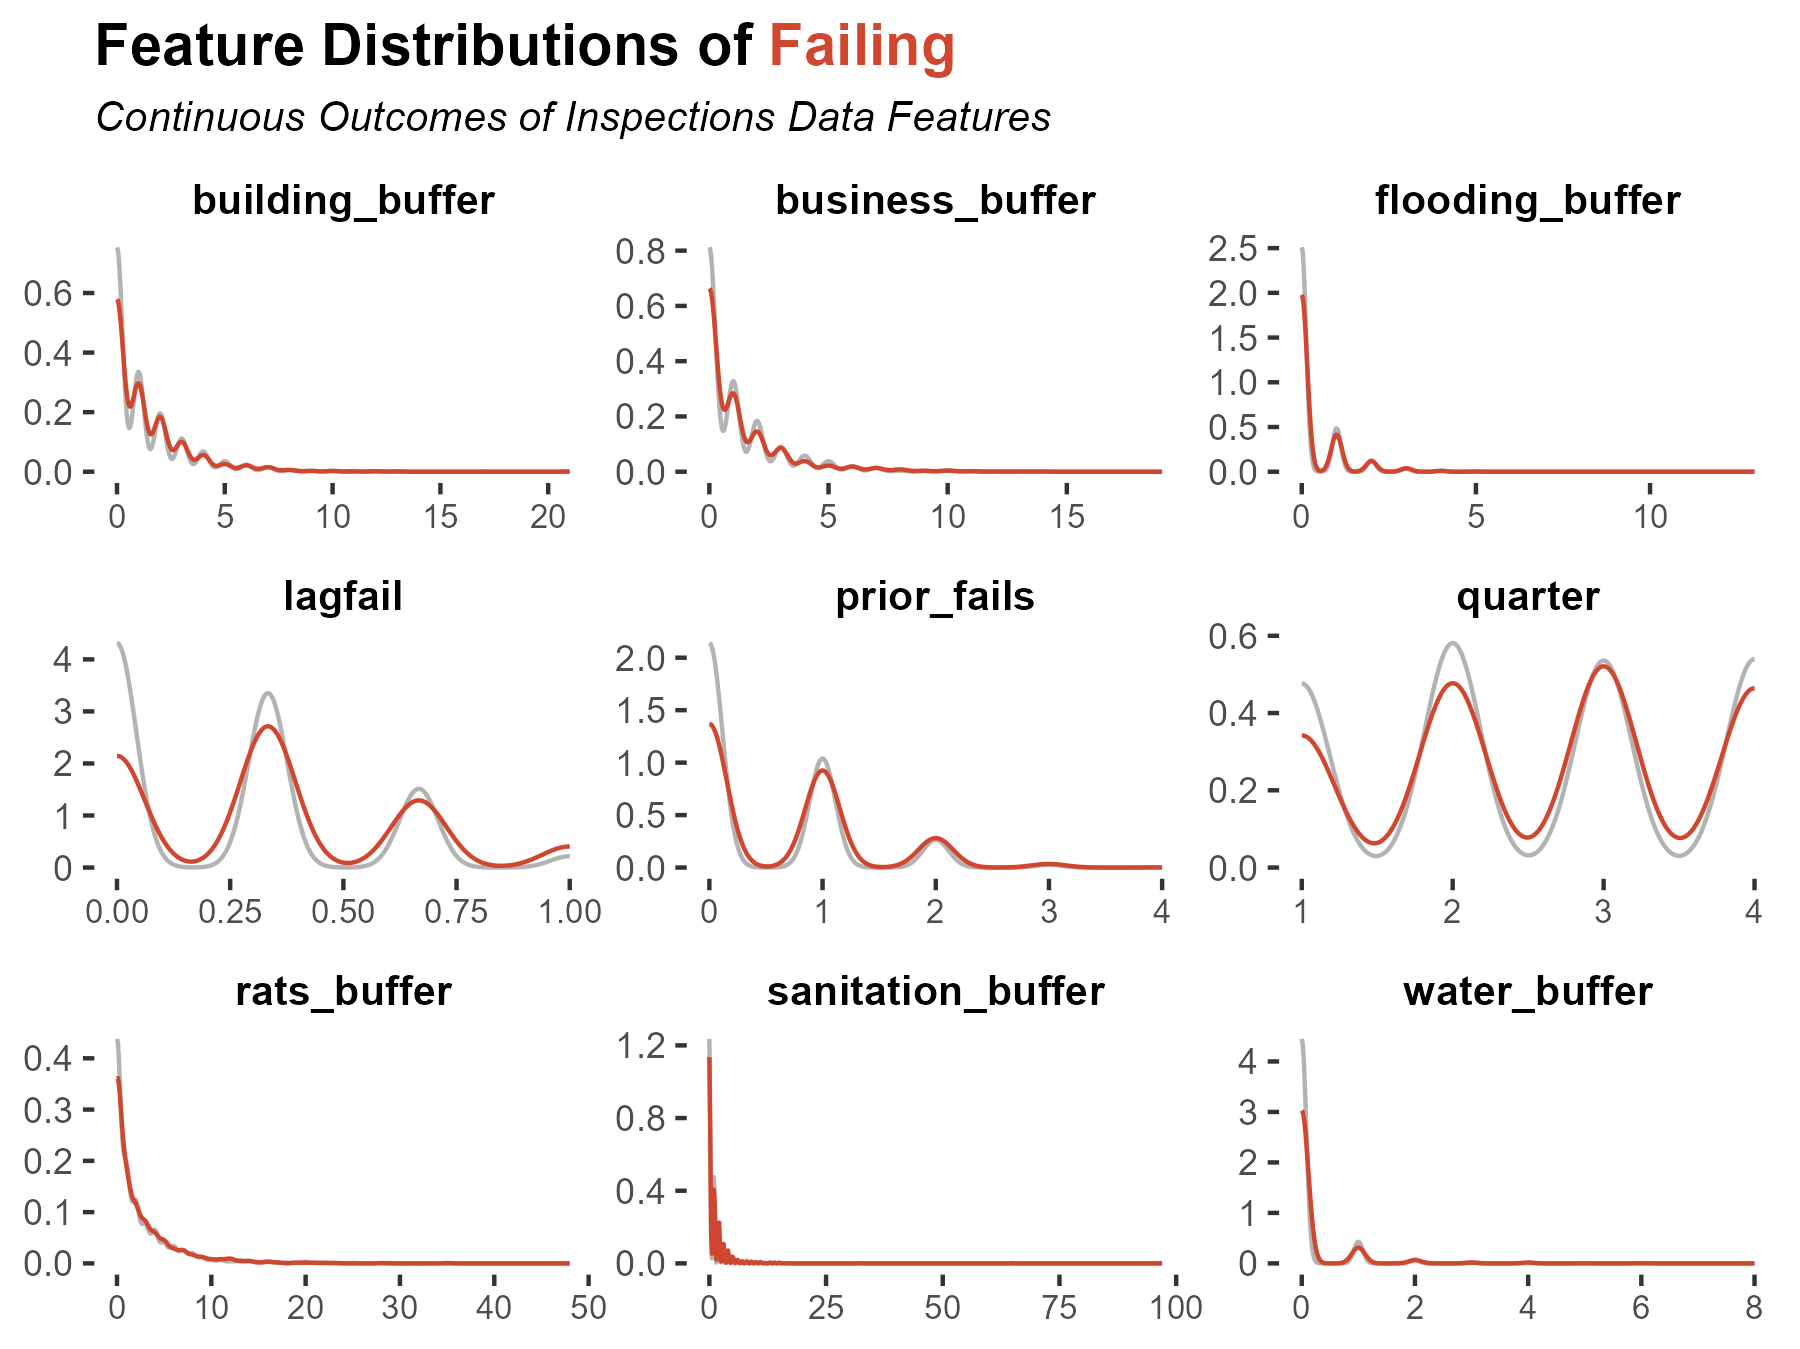 Feature Distributions of Failing
Continuous Outcomes of Inspections Data Features
building_buffer
0.6
0.4
0.2
0.0
0 5 10 15 20
business_buffer
0.8
0.6
0.4
0.2
0.0
0 5 10 15
flooding_buffer
2.5
2.0
1.5
1.0
0.5
0.0
0 5 10
lagfail
4
3
2
1
0
0.00 0.25 0.50 0.75 1.00
prior_fails
2.0
1.5
1.0
0.5
0.0
0 1 2 3 4
quarter
0.6
0.4
0.2
0.0
1 2 3 4
rats_buffer
0.4
0.3
0.2
0.1
0.0
0 10 20 30 40 50
sanitation_buffer
1.2
0.8
0.4
0.0
0 25 50 75 100
water_buffer
4
3
2
1
0
0 2 4 6 8